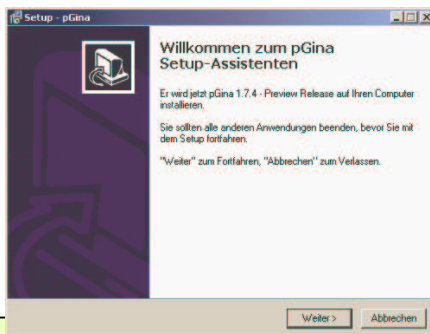 Setup - pGina
Willkommen zum pGina
Setup-Assistenten
Er wird jetzt pGina 1.7.4 - Preview Release auf Ihren Computer
installieren.
Sie sollten alle anderen Anwendungen beenden, bevor Sie mit
dem Setup fortfahren.
"Weiter" zum Fortfahren, "Abbrechen" zum Verlassen.
Weiter >
Abbrechen